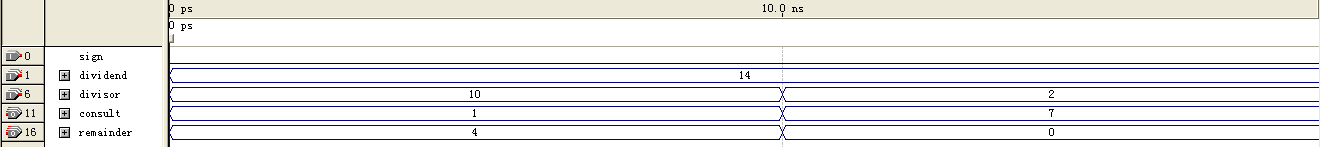 0 ps 10.0 ns
0 ps
0 sign
1 dividend 14
6 divisor 10 2
11 consult 1 7
16 remainder 4 0